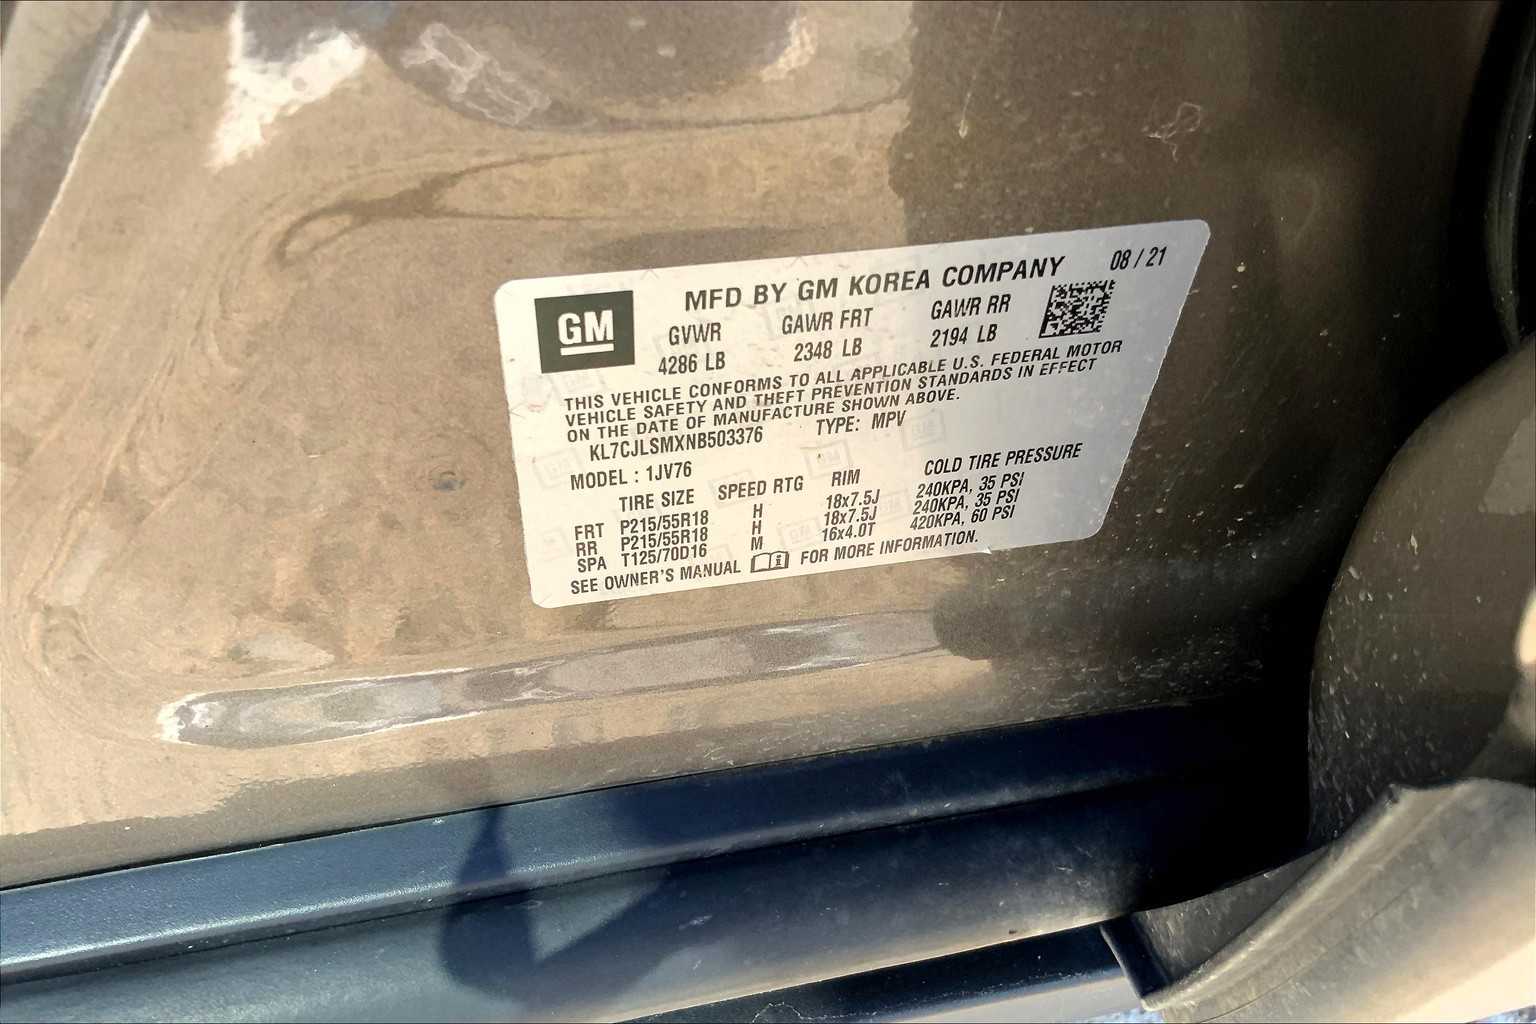 MFD BY GM KOREA COMPANY 08 / 21
GM
GVWR GAWR FRT GAWR RR
4286 LB 2348 LB 2194 LB
THIS VEHICLE CONFORMS TO ALL APPLICABLE U.S. FEDERAL MOTOR
VEHICLE SAFETY AND THEFT PREVENTION STANDARDS IN EFFECT
ON THE DATE OF MANUFACTURE SHOWN ABOVE.
KL7CJLSMXNB503376 TYPE: MPV
MODEL : 1JV76
TIRE SIZE SPEED RTG RIM COLD TIRE PRESSURE
FRT P215/55R18 H 18x7.5J 240KPA, 35 PSI
RR P215/55R18 H 18x7.5J 240KPA, 35 PSI
SPA T125/70D16 M 16x4.0T 420KPA, 60 PSI
SEE OWNER'S MANUAL FOR MORE INFORMATION.